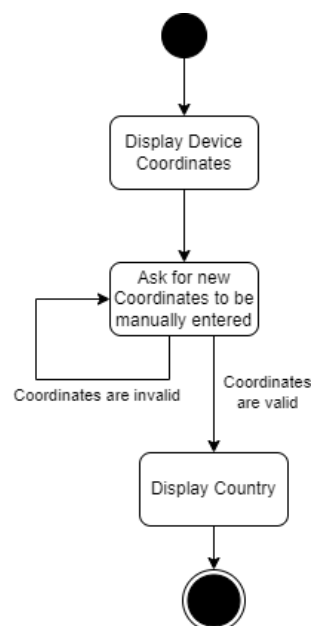 Display Device
Coordinates
Ask for new
Coordinates to be
manually entered
Coordinates are invalid
Coordinates
are valid
Display Country